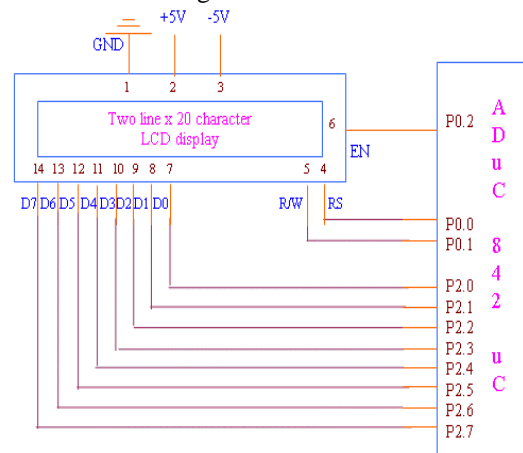 +5V -5V
GND
1 2 3
Two line x 20 character
LCD display
6
EN
14 13 12 11 10 9 8 7 5 4
D7 D6 D5 D4 D3 D2 D1 D0 R/W RS
P0.2
P0.0
P0.1
P2.0
P2.1
P2.2
P2.3
P2.4
P2.5
P2.6
P2.7
A
D
u
C
8
4
2
u
C